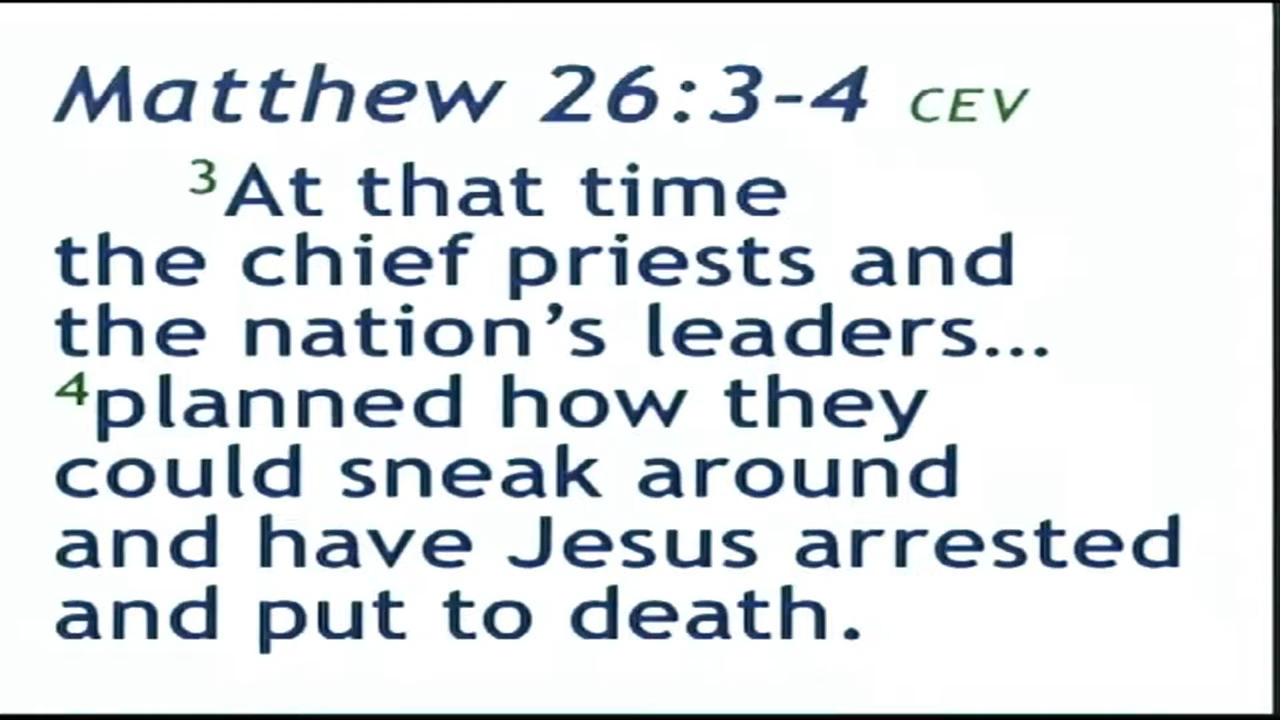 Matthew 26:3-4 CEV
³At that time
the chief priests and
the nation’s leaders...
⁴planned how they
could sneak around
and have Jesus arrested
and put to death.